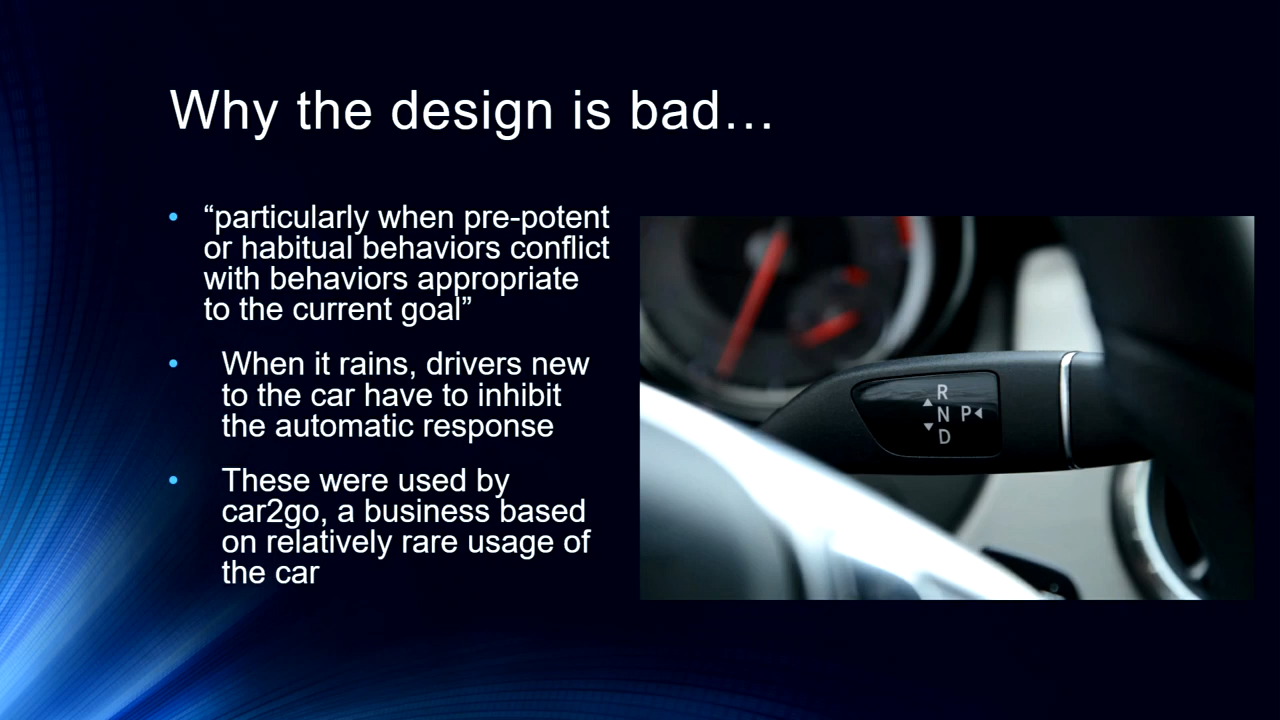 Why the design is bad…
• “particularly when pre-potent
or habitual behaviors conflict
with behaviors appropriate
to the current goal”
• When it rains, drivers new
to the car have to inhibit
the automatic response
• These were used by
car2go, a business based
on relatively rare usage of
the car
R
N P
D